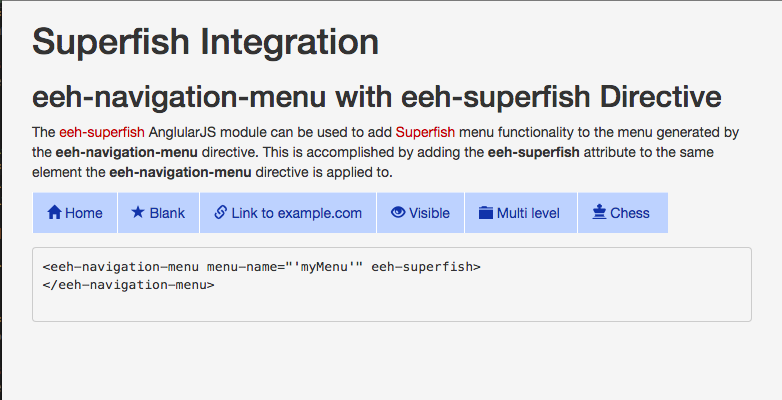 Superfish Integration
eeh-navigation-menu with eeh-superfish Directive
The eeh-superfish AnglularJS module can be used to add Superfish menu functionality to the menu generated by
the eeh-navigation-menu directive. This is accomplished by adding the eeh-superfish attribute to the same
element the eeh-navigation-menu directive is applied to.
Home Blank Link to example.com Visible Multi level Chess
<eeh-navigation-menu menu-name="'myMenu'" eeh-superfish>
</eeh-navigation-menu>